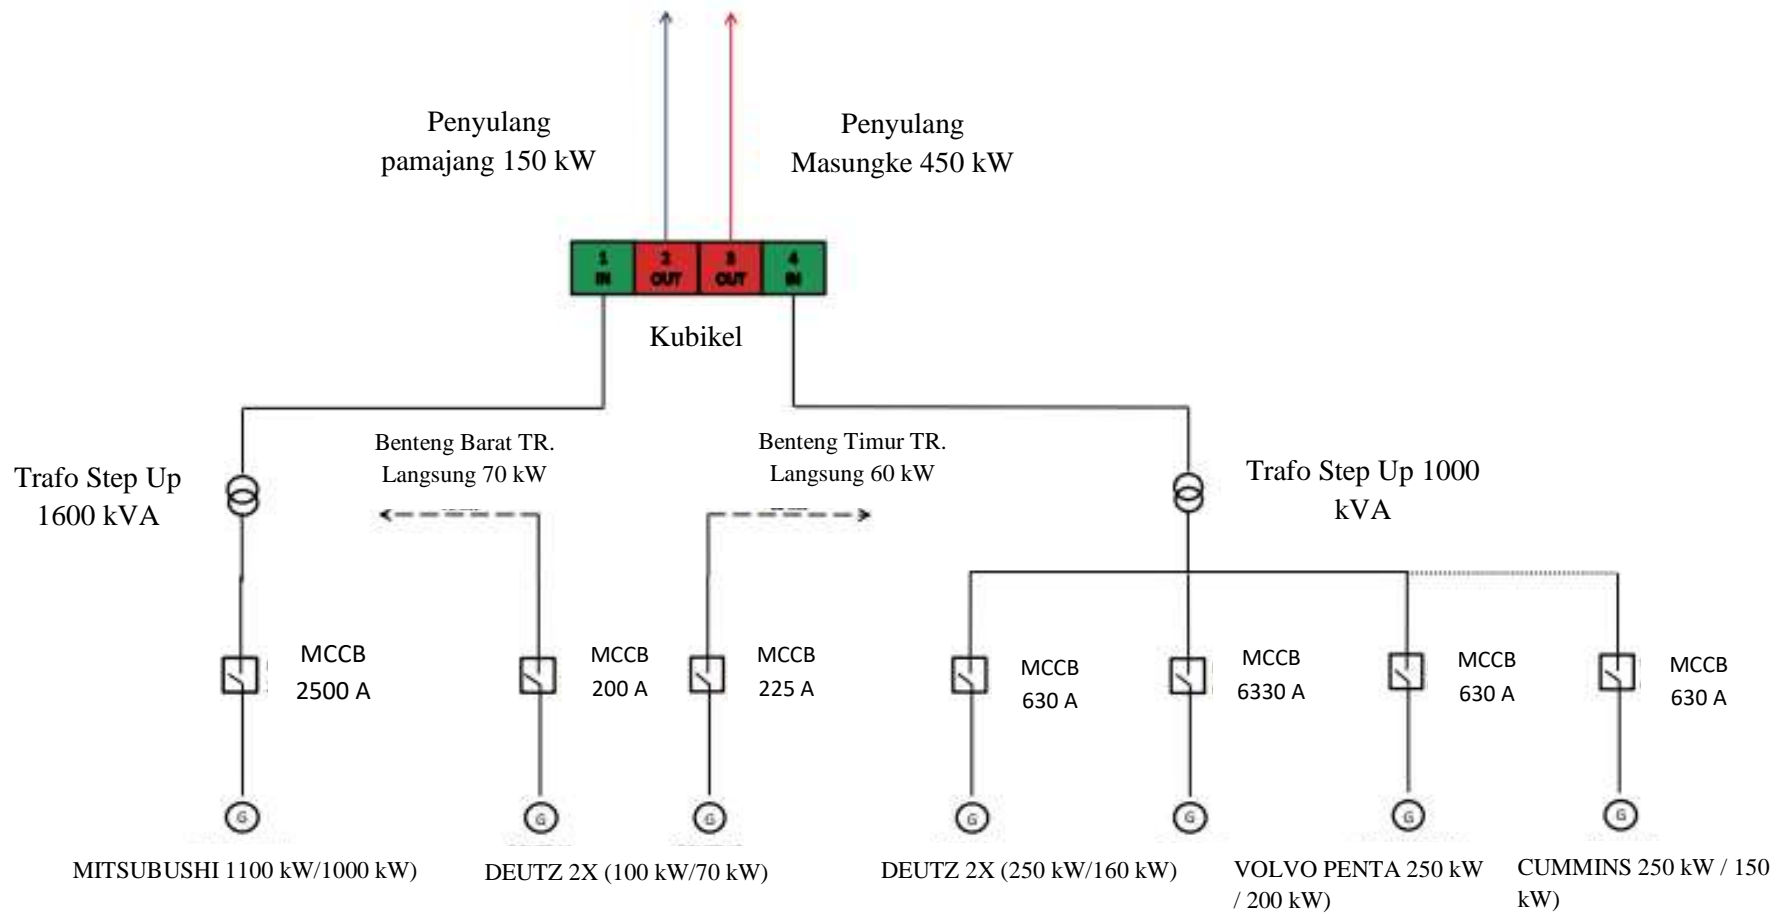 Penyulang
pamajang 150 kW
Penyulang
Masungke 450 kW
1
IN
2
OUT
3
OUT
4
IN
Kubikel
Trafo Step Up
1600 kVA
Benteng Barat TR.
Langsung 70 kW
Benteng Timur TR.
Langsung 60 kW
Trafo Step Up 1000
kVA
MCCB
2500 A
MCCB
200 A
MCCB
225 A
MCCB
630 A
MCCB
6330 A
MCCB
630 A
MCCB
630 A
G
G
G
G
G
G
G
MITSUBUSHI 1100 kW/1000 kW)
DEUTZ 2X (100 kW/70 kW)
DEUTZ 2X (250 kW/160 kW)
VOLVO PENTA 250 kW
/ 200 kW)
CUMMINS 250 kW / 150
kW)